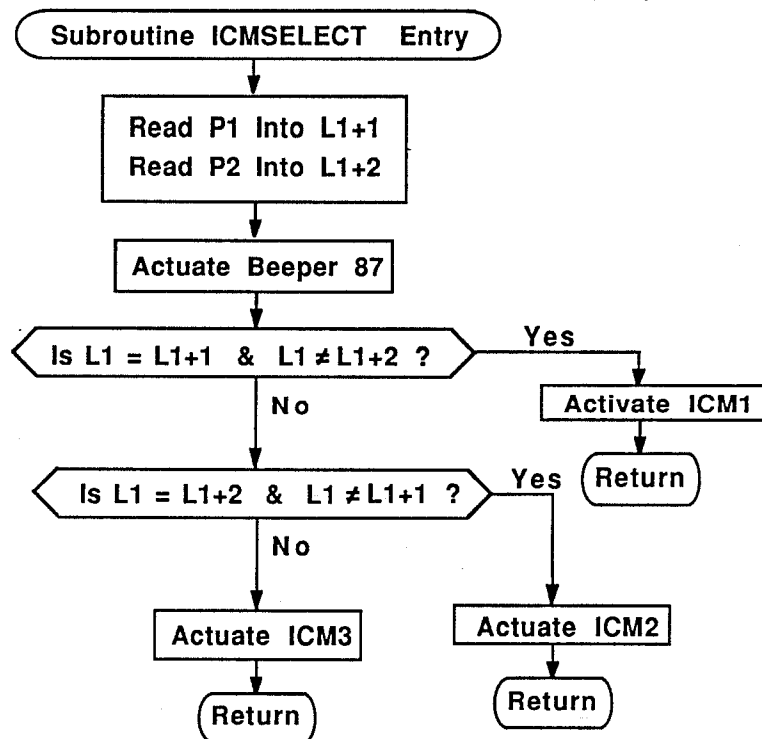 Subroutine ICMSELECT Entry
Read P1 Into L1+1
Read P2 Into L1+2
Actuate Beeper 87
Is L1 = L1+1 & L1 ≠ L1+2 ?
Yes
No
Activate ICM1
Return
Is L1 = L1+2 & L1 ≠ L1+1 ?
Yes
No
Actuate ICM3
Actuate ICM2
Return
Return